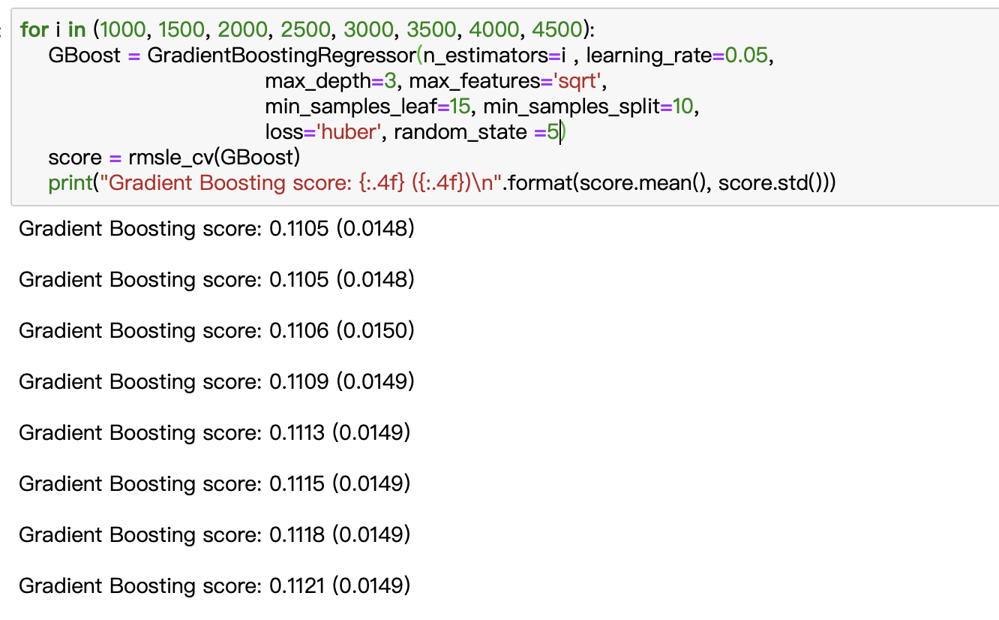 for i in (1000, 1500, 2000, 2500, 3000, 3500, 4000, 4500):
GBoost = GradientBoostingRegressor(n_estimators=i , learning_rate=0.05,
max_depth=3, max_features='sqrt',
min_samples_leaf=15, min_samples_split=10,
loss='huber', random_state =5)
score = rmsle_cv(GBoost)
print("Gradient Boosting score: {:.4f} ({:.4f})\n".format(score.mean(), score.std()))
Gradient Boosting score: 0.1105 (0.0148)
Gradient Boosting score: 0.1105 (0.0148)
Gradient Boosting score: 0.1106 (0.0150)
Gradient Boosting score: 0.1109 (0.0149)
Gradient Boosting score: 0.1113 (0.0149)
Gradient Boosting score: 0.1115 (0.0149)
Gradient Boosting score: 0.1118 (0.0149)
Gradient Boosting score: 0.1121 (0.0149)